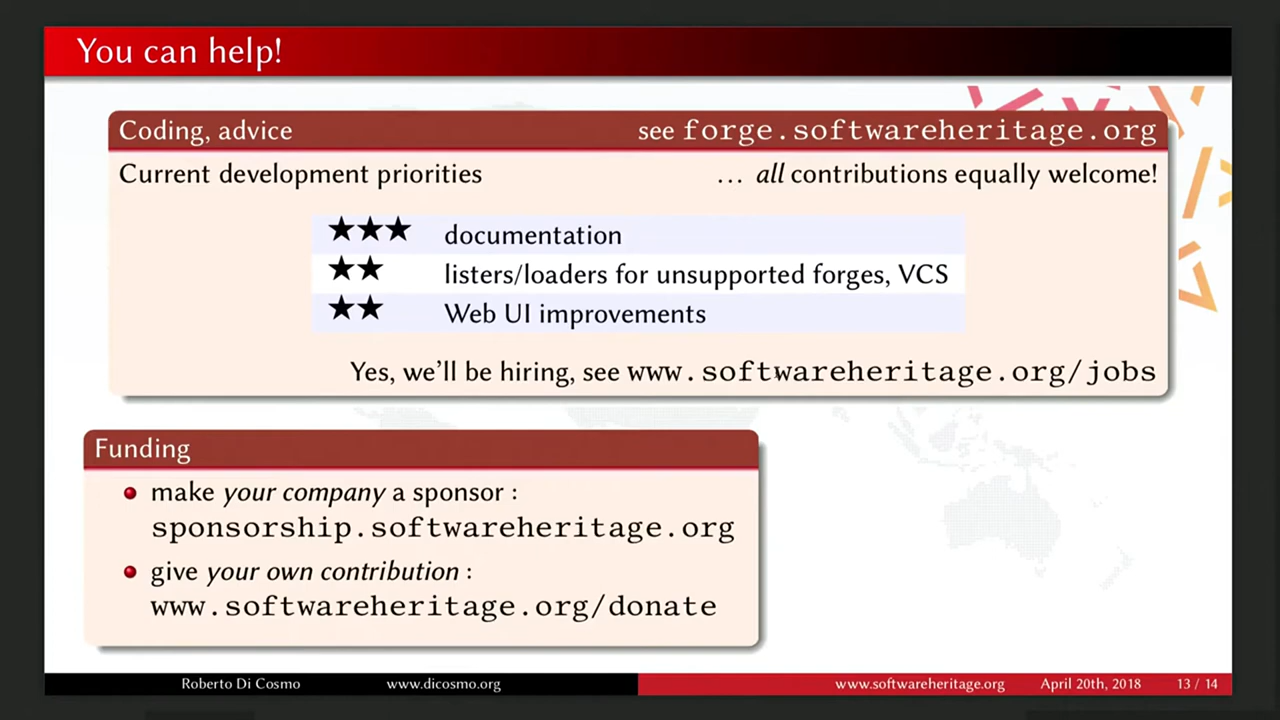 You can help!
Coding, advice see forge.softwareheritage.org
Current development priorities … all contributions equally welcome!
★★★ documentation
★★ listers/loaders for unsupported forges, VCS
★★ Web UI improvements
Yes, we’ll be hiring, see www.softwareheritage.org/jobs
Funding
make your company a sponsor :
sponsorship.softwareheritage.org
give your own contribution :
www.softwareheritage.org/donate
Roberto Di Cosmo www.dicosmo.org www.softwareheritage.org April 20th, 2018 13 / 14